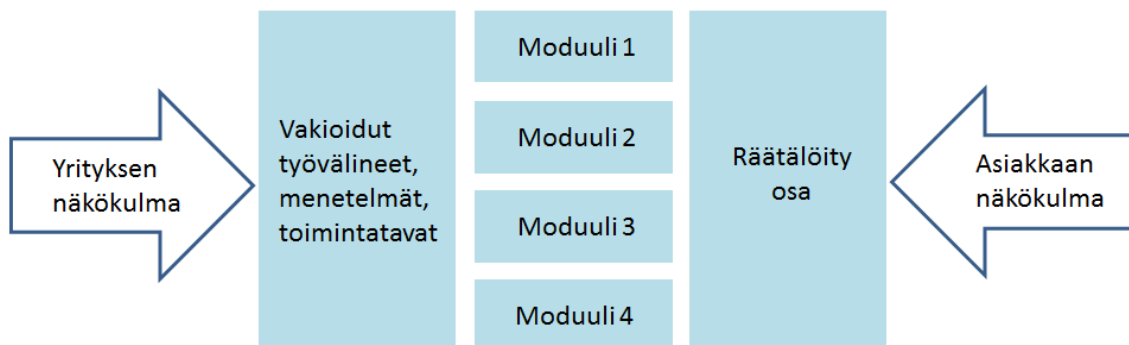 Yrityksen
näkökulma
Vakioidut
työvälineet,
menetelmät,
toimintatavat
Moduuli 1
Moduuli 2
Moduuli 3
Moduuli 4
Räätälöity
osa
Asiakkaan
näkökulma